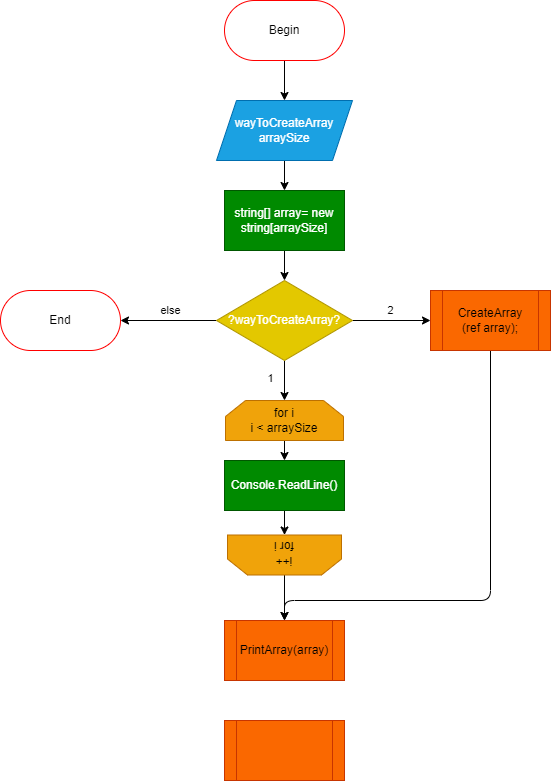 Begin
wayToCreateArray
arraySize
string[] array= new
string[arraySize]
else
End
?wayToCreateArray?
2
CreateArray
(ref array);
1
for i
i < arraySize
Console.ReadLine()
for i
i++
PrintArray(array)